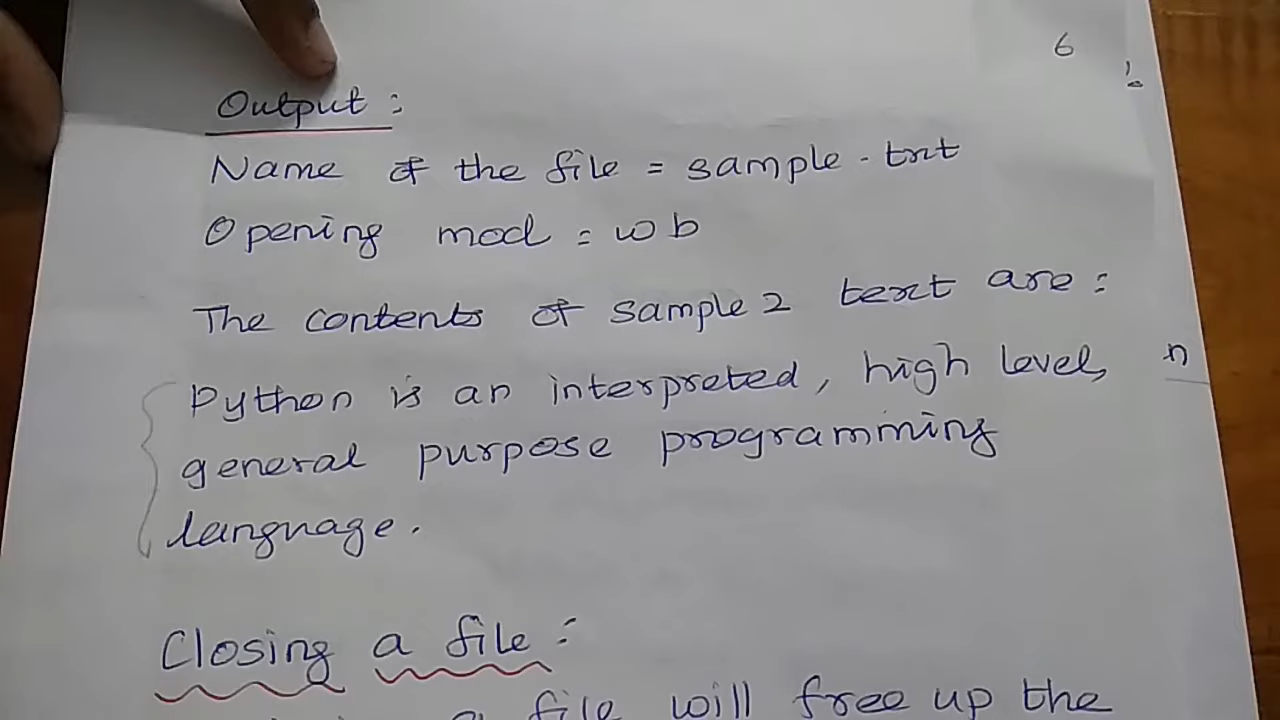 6
Output :
Name of the file = sample.txt
Opening mod = wb
The contents of sample 2 text are :
Python is an interpreted, high level,
n
general purpose programming
language.
Closing a file :
a file will free up the